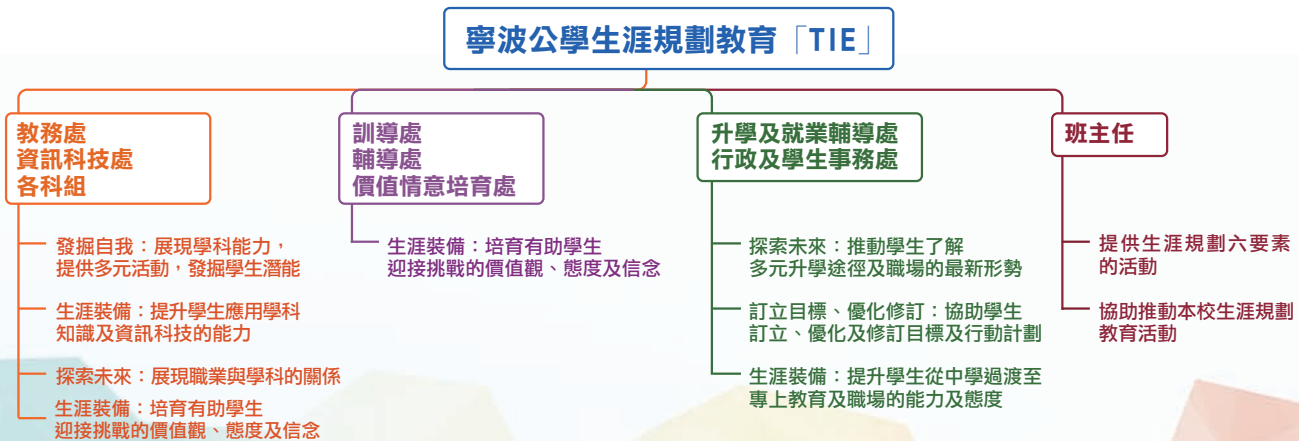 寧波公學生涯規劃教育「TIE」
教務處
資訊科技處
各科組
發掘自我：展現學科能力，
提供多元活動，發掘學生潛能
生涯裝備：提升學生應用學科
知識及資訊科技的能力
探索未來：展現職業與學科的關係
生涯裝備：培育有助學生
迎接挑戰的價值觀、態度及信念
訓導處
輔導處
價值情意培育處
生涯裝備：培育有助學生
迎接挑戰的價值觀、態度及信念
升學及就業輔導處
行政及學生事務處
探索未來：推動學生了解
多元升學途徑及職場的最新形勢
訂立目標、優化修訂：協助學生
訂立、優化及修訂目標及行動計劃
生涯裝備：提升學生從中學過渡至
專上教育及職場的能力及態度
班主任
提供生涯規劃六要素
的活動
協助推動本校生涯規劃
教育活動